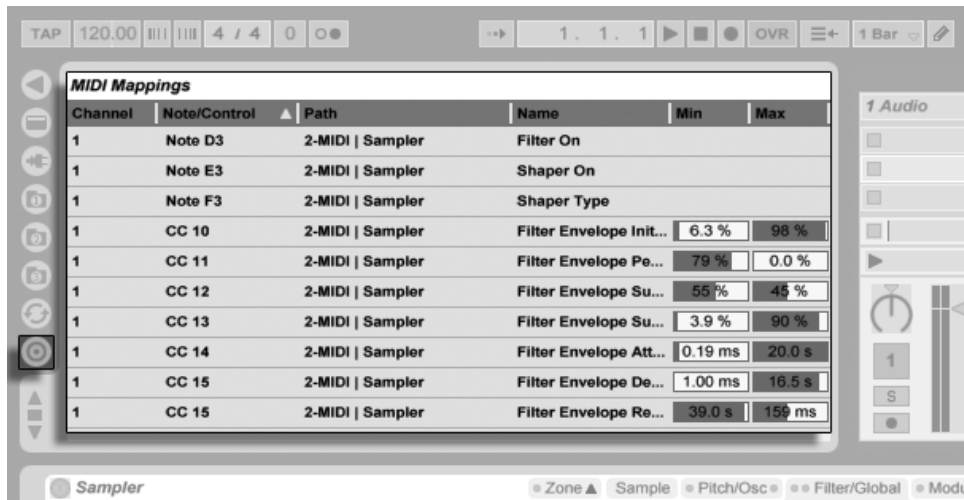 TAP 120.00 4 / 4 0 1. 1. 1 OVR 1 Bar
MIDI Mappings
Channel Note/Control Path Name Min Max
1 Note D3 2-MIDI | Sampler Filter On
1 Note E3 2-MIDI | Sampler Shaper On
1 Note F3 2-MIDI | Sampler Shaper Type
1 CC 10 2-MIDI | Sampler Filter Envelope Init... 6.3 % 98 %
1 CC 11 2-MIDI | Sampler Filter Envelope Pe... 79 % 0.0 %
1 CC 12 2-MIDI | Sampler Filter Envelope Su... 55 % 45 %
1 CC 13 2-MIDI | Sampler Filter Envelope Su... 3.9 % 90 %
1 CC 14 2-MIDI | Sampler Filter Envelope Att... 0.19 ms 20.0 s
1 CC 15 2-MIDI | Sampler Filter Envelope De... 1.00 ms 16.5 s
1 CC 15 2-MIDI | Sampler Filter Envelope Re... 39.0 s 159 ms
1
2
3
1 Audio
1
S
Sampler Zone Sample Pitch/Osc Filter/Global Modu